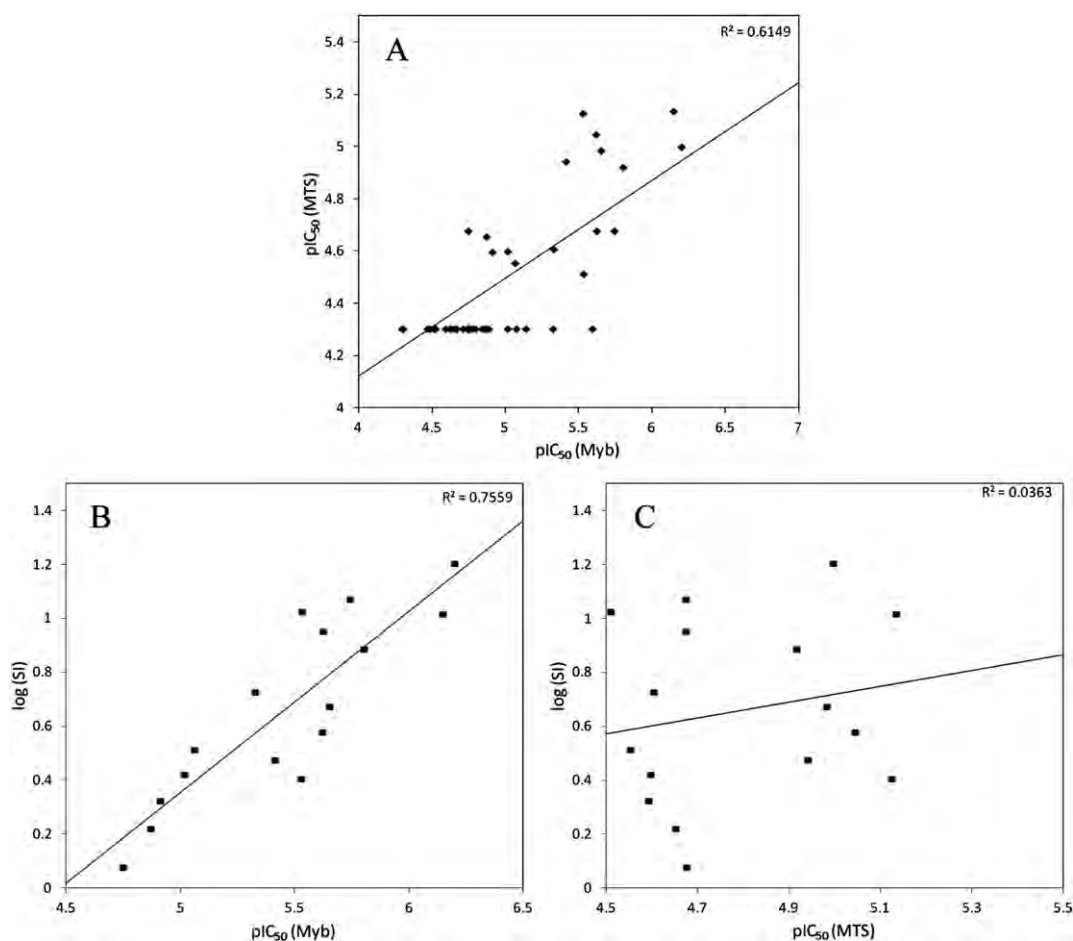 A
R² = 0.6149
pIC₅₀ (MTS)
5.4
5.2
5
4.8
4.6
4.4
4.2
4
4 4.5 5 5.5 6 6.5 7
pIC₅₀ (Myb)
B
R² = 0.7559
log (SI)
1.4
1.2
1
0.8
0.6
0.4
0.2
0
4.5 5 5.5 6 6.5
pIC₅₀ (Myb)
C
R² = 0.0363
log (SI)
1.4
1.2
1
0.8
0.6
0.4
0.2
0
4.5 4.7 4.9 5.1 5.3 5.5
pIC₅₀ (MTS)